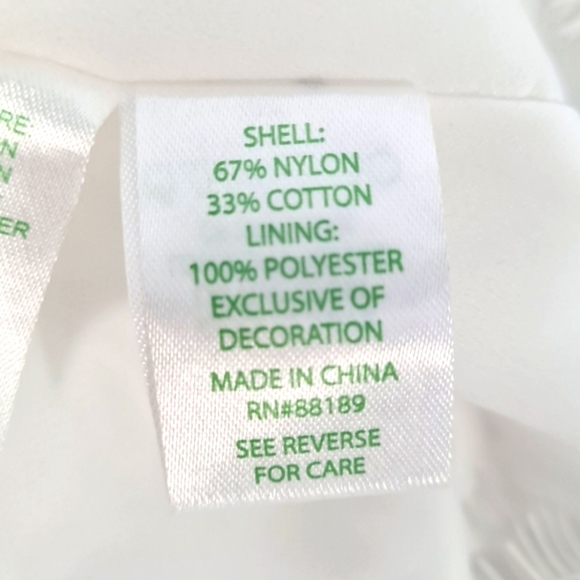 SHELL:
67% NYLON
33% COTTON
LINING:
100% POLYESTER
EXCLUSIVE OF
DECORATION
MADE IN CHINA
RN#88189
SEE REVERSE
FOR CARE